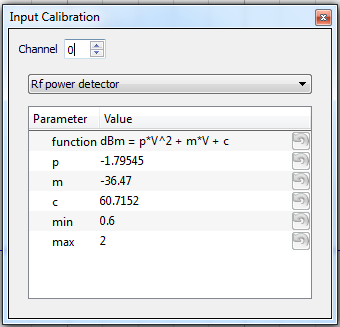 Input Calibration
Channel 0
Rf power detector
Parameter Value
function dBm = p*V^2 + m*V + c
p -1.79545
m -36.47
c 60.7152
min 0.6
max 2